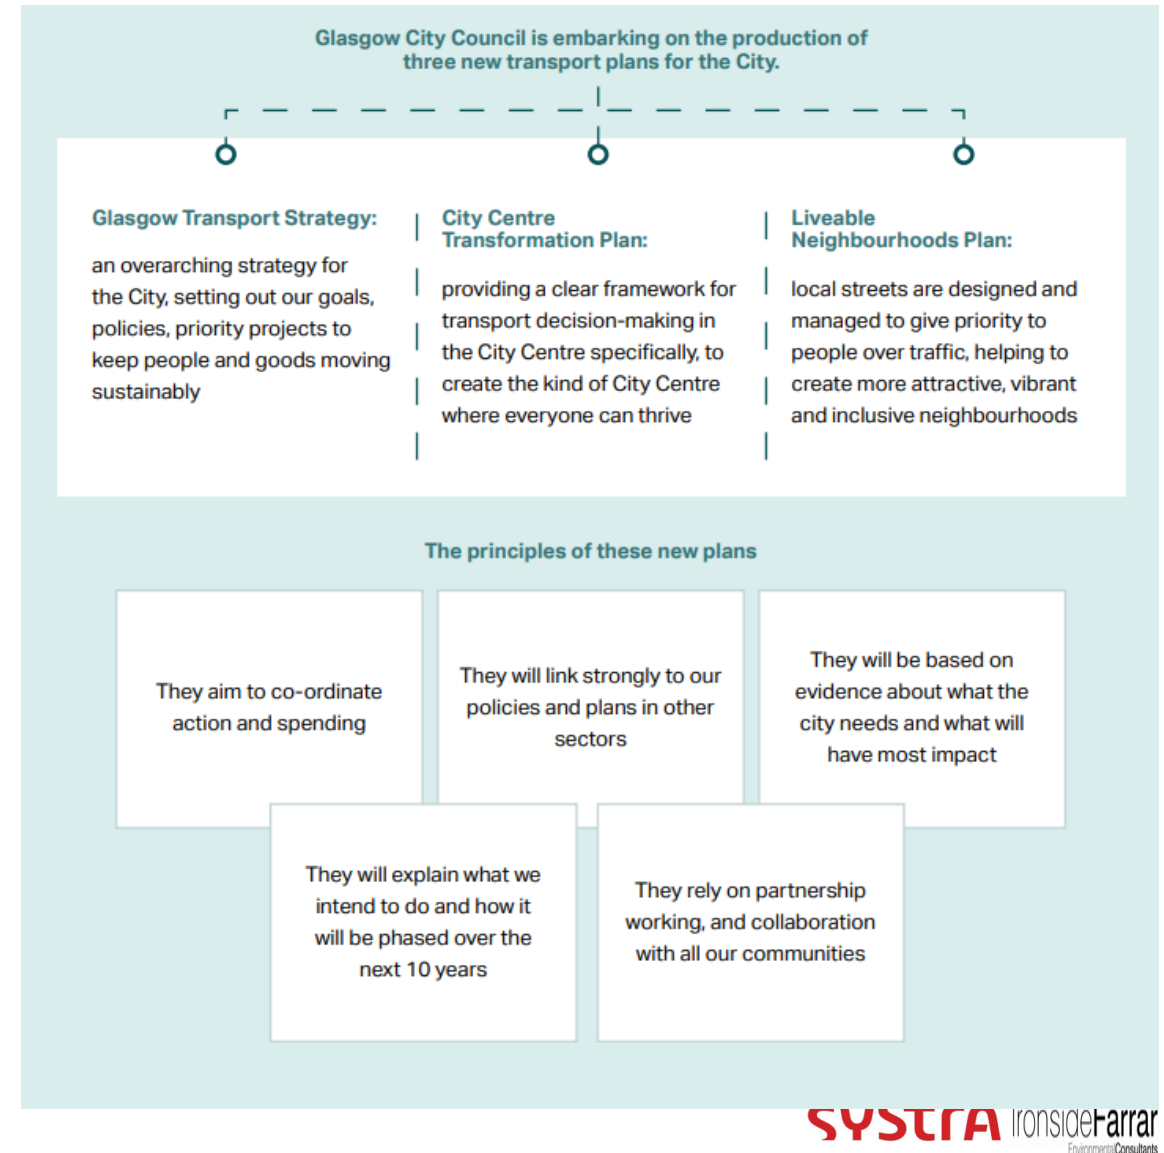 Glasgow City Council is embarking on the production of
three new transport plans for the City.
Glasgow Transport Strategy:
an overarching strategy for
the City, setting out our goals,
policies, priority projects to
keep people and goods moving
sustainably
City Centre
Transformation Plan:
providing a clear framework for
transport decision-making in
the City Centre specifically, to
create the kind of City Centre
where everyone can thrive
Liveable
Neighbourhoods Plan:
local streets are designed and
managed to give priority to
people over traffic, helping to
create more attractive, vibrant
and inclusive neighbourhoods
The principles of these new plans
They aim to co-ordinate
action and spending
They will link strongly to our
policies and plans in other
sectors
They will be based on
evidence about what the
city needs and what will
have most impact
They will explain what we
intend to do and how it
will be phased over the
next 10 years
They rely on partnership
working, and collaboration
with all our communities
SYSTRA
IronsideFarrar
EnvironmentalConsultants